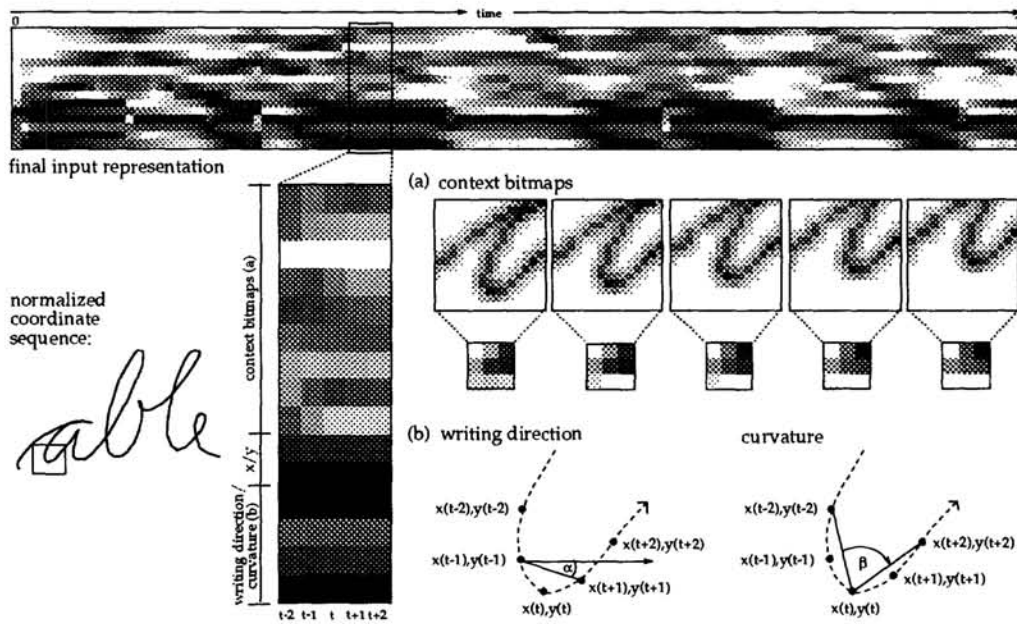 time
0
final input representation
(a) context bitmaps
normalized
coordinate
sequence:
able
context bitmaps (a)
x/y
writing direction/
curvature (b)
t-2 t-1 t t+1 t+2
(b) writing direction
x(t-2),y(t-2)
x(t-1),y(t-1)
x(t),y(t)
x(t+1),y(t+1)
x(t+2),y(t+2)
α
curvature
x(t-2),y(t-2)
x(t-1),y(t-1)
x(t),y(t)
x(t+1),y(t+1)
x(t+2),y(t+2)
β